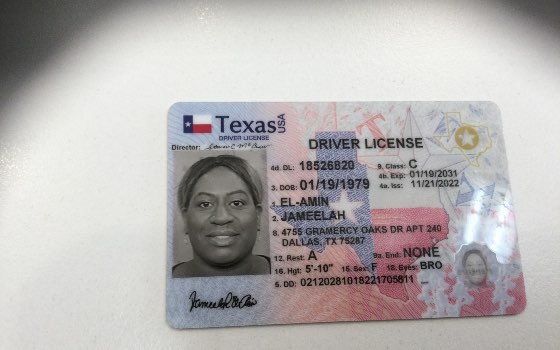 Texas USA
DRIVER LICENSE
Director:
DRIVER LICENSE
4d. DL: 18526820 9. Class: C
4b. Exp: 01/19/2031
3. DOB: 01/19/1979 4a. Iss: 11/21/2022
1. EL-AMIN
2. JAMEELAH
8. 4755 GRAMERCY OAKS DR APT 240
DALLAS, TX 75287
12. Rest: A 9a. End: NONE
16. Hgt: 5'-10" 15. Sex: F 18. Eyes: BRO
5. DD: 02120281018221705811